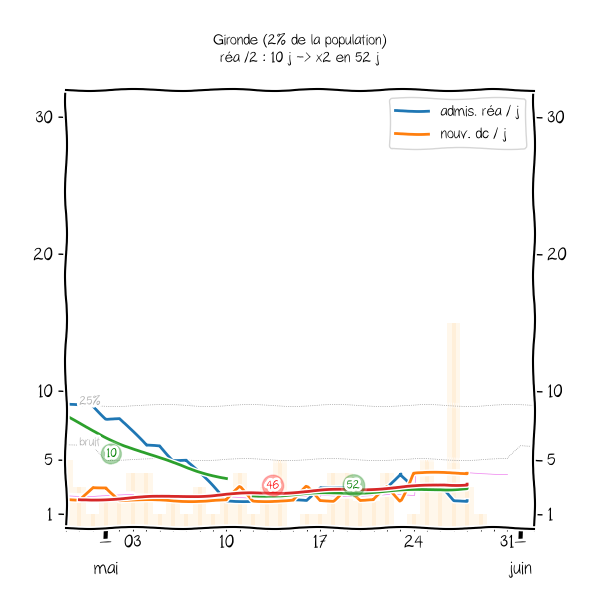 Gironde (2% de la population)
réa /2 : 10 j -> x2 en 52 j
admis. réa / j
nouv. dc / j
30 30
20 20
10 10
25%
bruit
10
46
52
5 5
1 1
03 10 17 24 31
mai juin